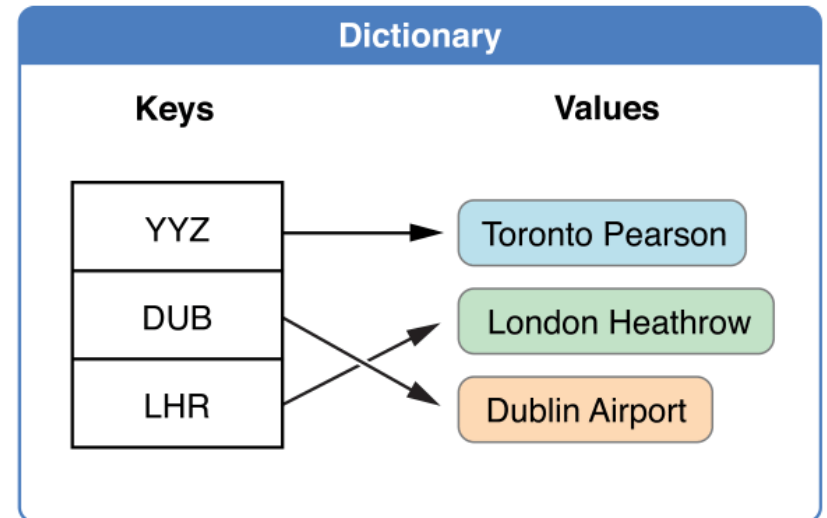 Dictionary
Keys
Values
YYZ
Toronto Pearson
DUB
London Heathrow
LHR
Dublin Airport